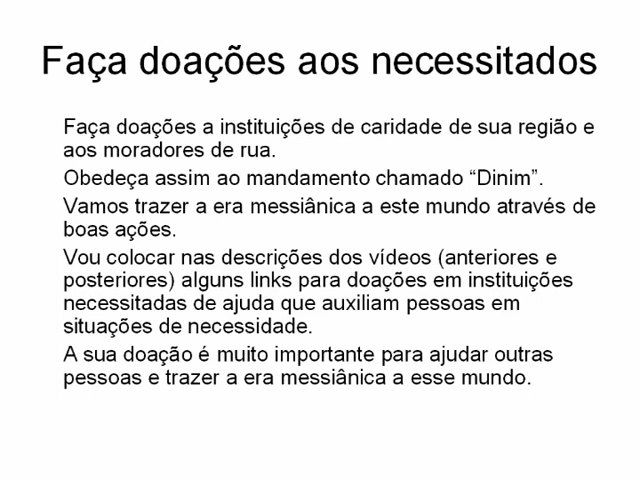 Faça doações aos necessitados
Faça doações a instituições de caridade de sua região e
aos moradores de rua.
Obedeça assim ao mandamento chamado “Dinim”.
Vamos trazer a era messiânica a este mundo através de
boas ações.
Vou colocar nas descrições dos vídeos (anteriores e
posteriores) alguns links para doações em instituições
necessitadas de ajuda que auxiliam pessoas em
situações de necessidade.
A sua doação é muito importante para ajudar outras
pessoas e trazer a era messiânica a esse mundo.